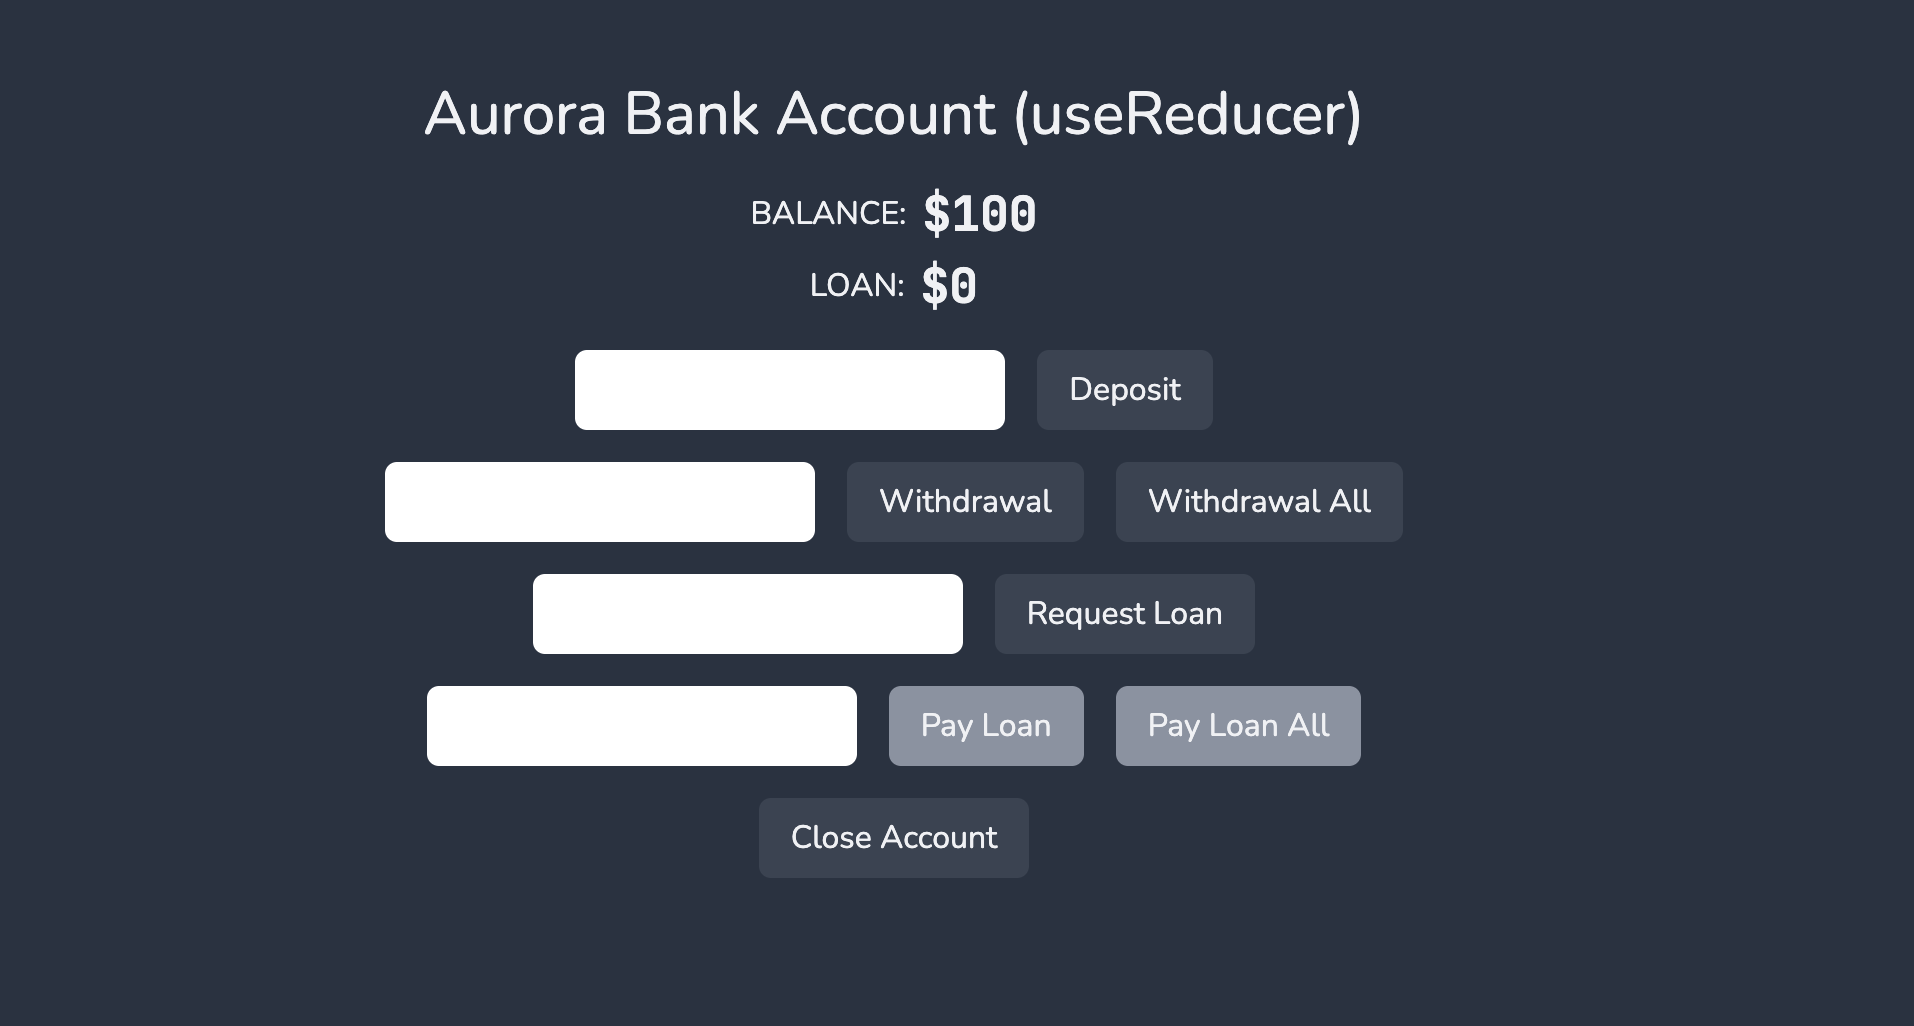 Aurora Bank Account (useReducer)
BALANCE: $100
LOAN: $0
Deposit
Withdrawal Withdrawal All
Request Loan
Pay Loan Pay Loan All
Close Account